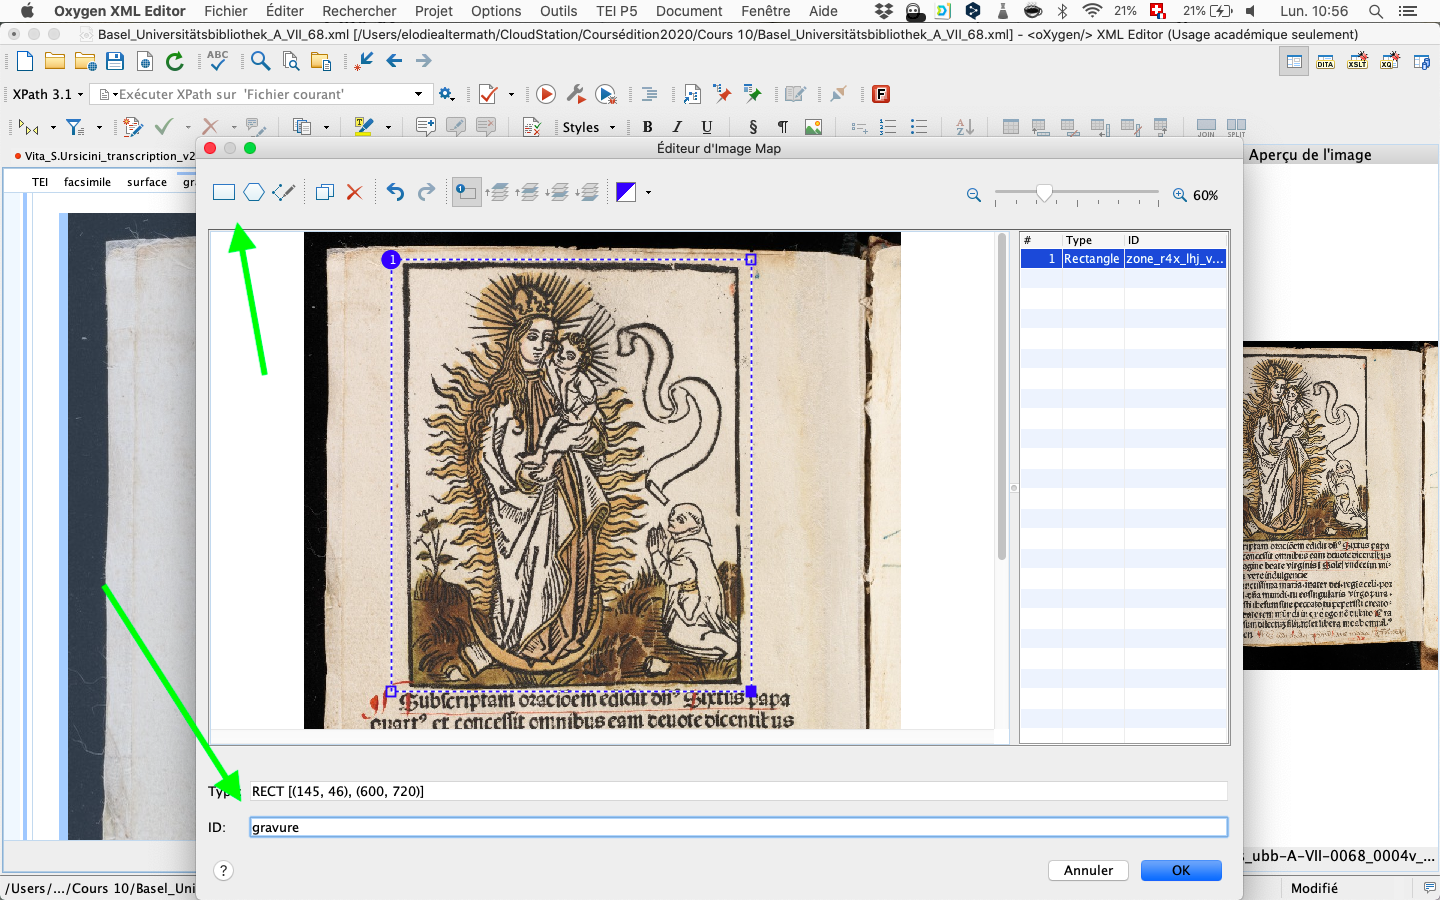 Oxygen XML Editor Fichier Éditer Rechercher Projet Options Outils TEI P5 Document Fenêtre Aide 21% 21% Lun. 10:56
Basel_Universitätsbibliothek_A_VII_68.xml [/Users/elodiealtermath/CloudStation/Coursédition2020/Cours 10/Basel_Universitätsbibliothek_A_VII_68.xml] - <oXygen/> XML Editor (Usage académique seulement)
ABC
DITA XSLT XQ
XPath 3.1 Exécuter XPath sur 'Fichier courant'
F
Styles B I U § ¶ JOIN SPLIT
Vita_S.Ursicini_transcription_v2
Éditeur d'Image Map
Aperçu de l'image
TEI facsimile surface gr
60%
# Type ID
1
1 Rectangle zone_r4x_lhj_v...
Subscriptam oracioem edidit dn̄s Sixtus papa
quart9 et concessit omnibus eam deuote dicentibus
Type: RECT [(145, 46), (600, 720)]
ID: gravure
? Annuler OK
s_ubb-A-VII-0068_0004v_...
/Users/.../Cours 10/Basel_Uni
Modifié